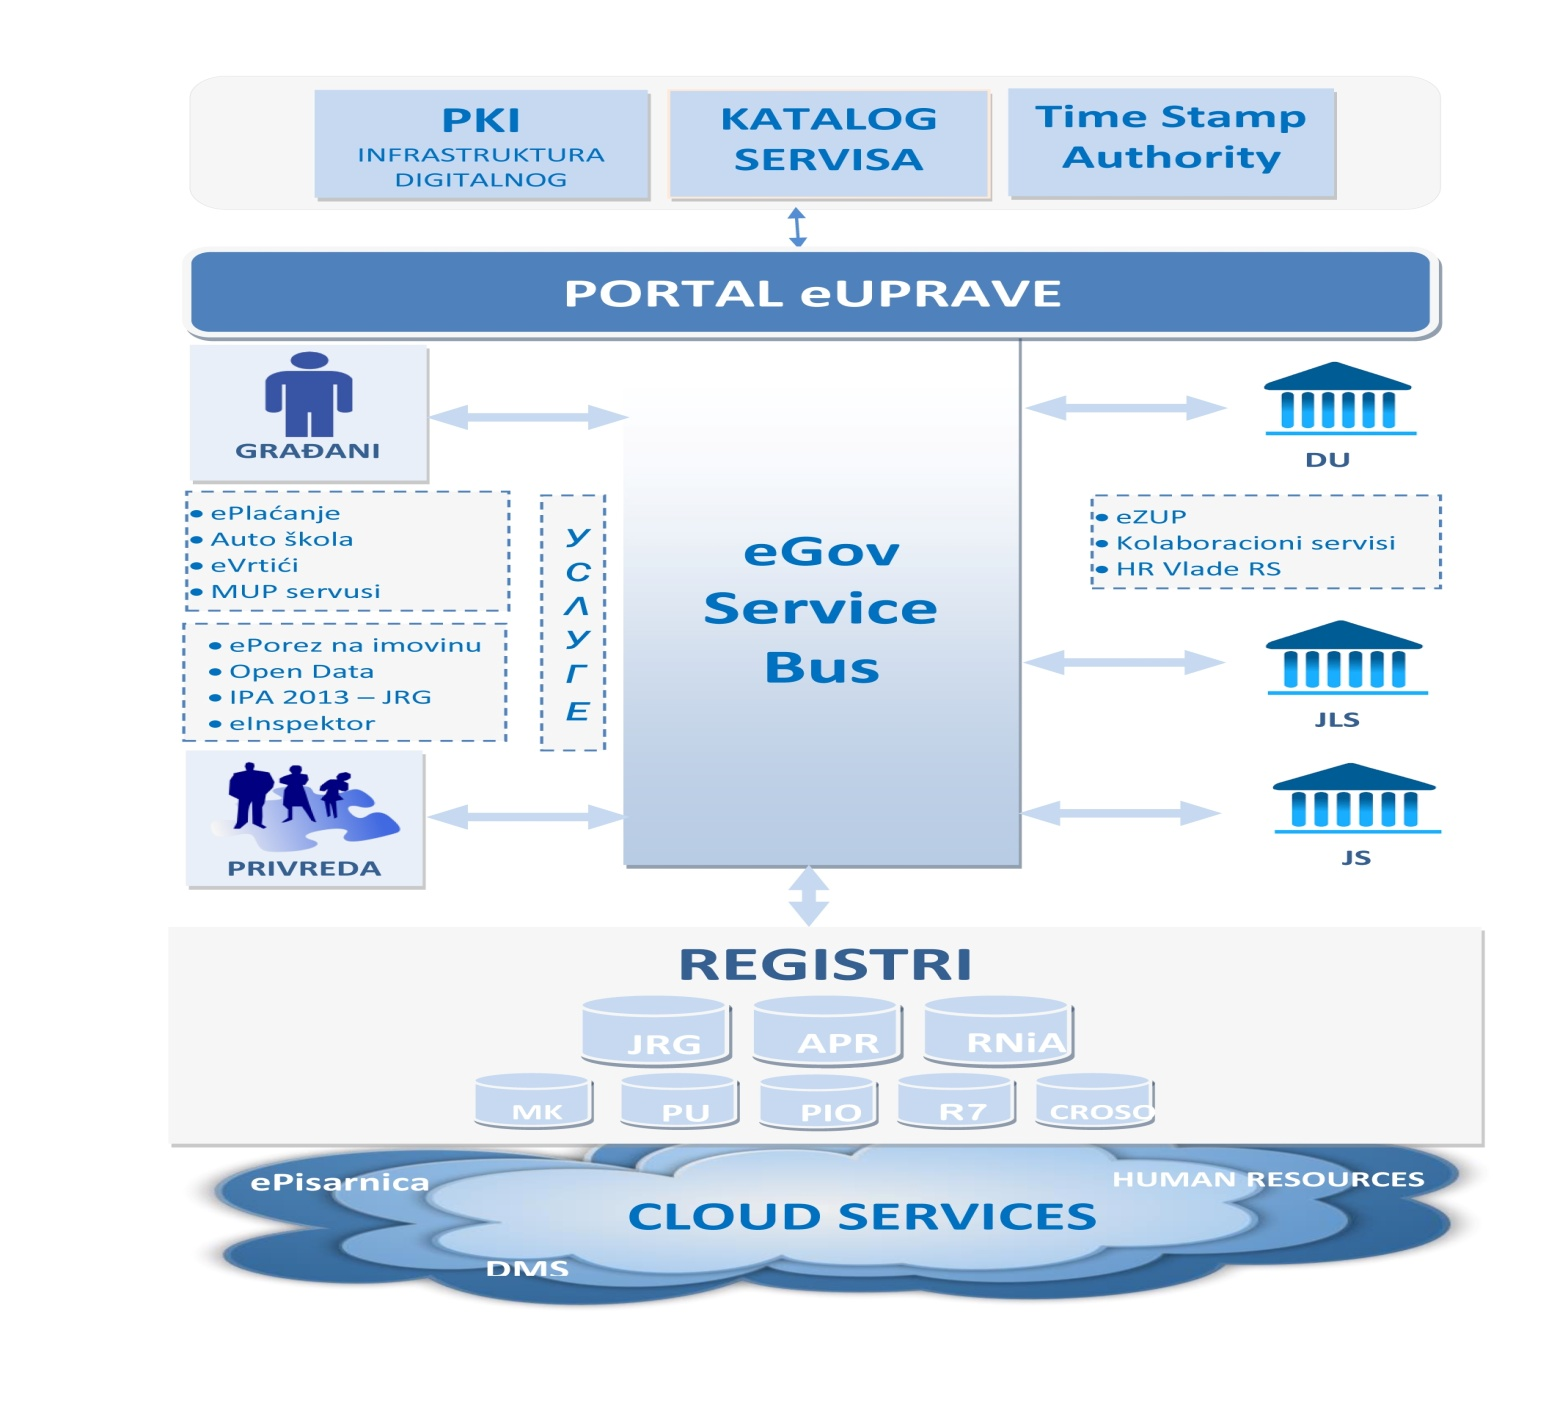 PKI
INFRASTRUKTURA
DIGITALNOG
KATALOG
SERVISA
Time Stamp
Authority
PORTAL eUPRAVE
GRAĐANI
• ePlaćanje
• Auto škola
• eVrtići
• MUP servusi
• ePorez na imovinu
• Open Data
• IPA 2013 – JRG
• eInspektor
PRIVREDA
У
С
Л
У
Г
Е
eGov
Service
Bus
DU
• eZUP
• Kolaboracioni servisi
• HR Vlade RS
JLS
JS
REGISTRI
JRG
APR
RNiA
MK
PU
PIO
R7
CROSO
ePisarnica
HUMAN RESOURCES
CLOUD SERVICES
DMS